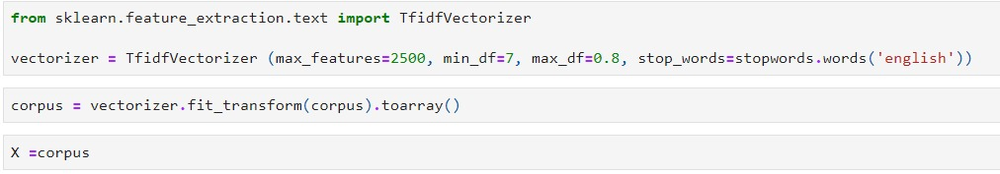 from sklearn.feature_extraction.text import TfidfVectorizer
vectorizer = TfidfVectorizer (max_features=2500, min_df=7, max_df=0.8, stop_words=stopwords.words('english'))
corpus = vectorizer.fit_transform(corpus).toarray()
X =corpus